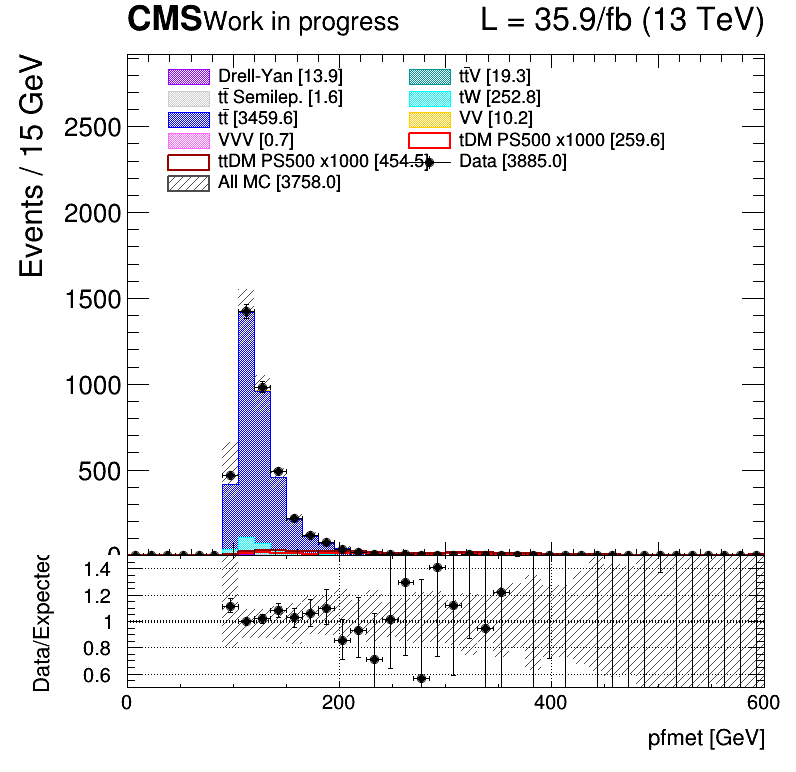 CMS Work in progress L = 35.9/fb (13 TeV)
Events / 15 GeV
Drell-Yan [13.9] tt̄V [19.3]
tt̄ Semilep. [1.6] tW [252.8]
tt̄ [3459.6] VV [10.2]
VVV [0.7] tDM PS500 x1000 [259.6]
ttDM PS500 x1000 [454.5] Data [3885.0]
All MC [3758.0]
2500
2000
1500
1000
500
0
Data/Expected
1.4
1.2
1
0.8
0.6
0 200 400 600
pfmet [GeV]